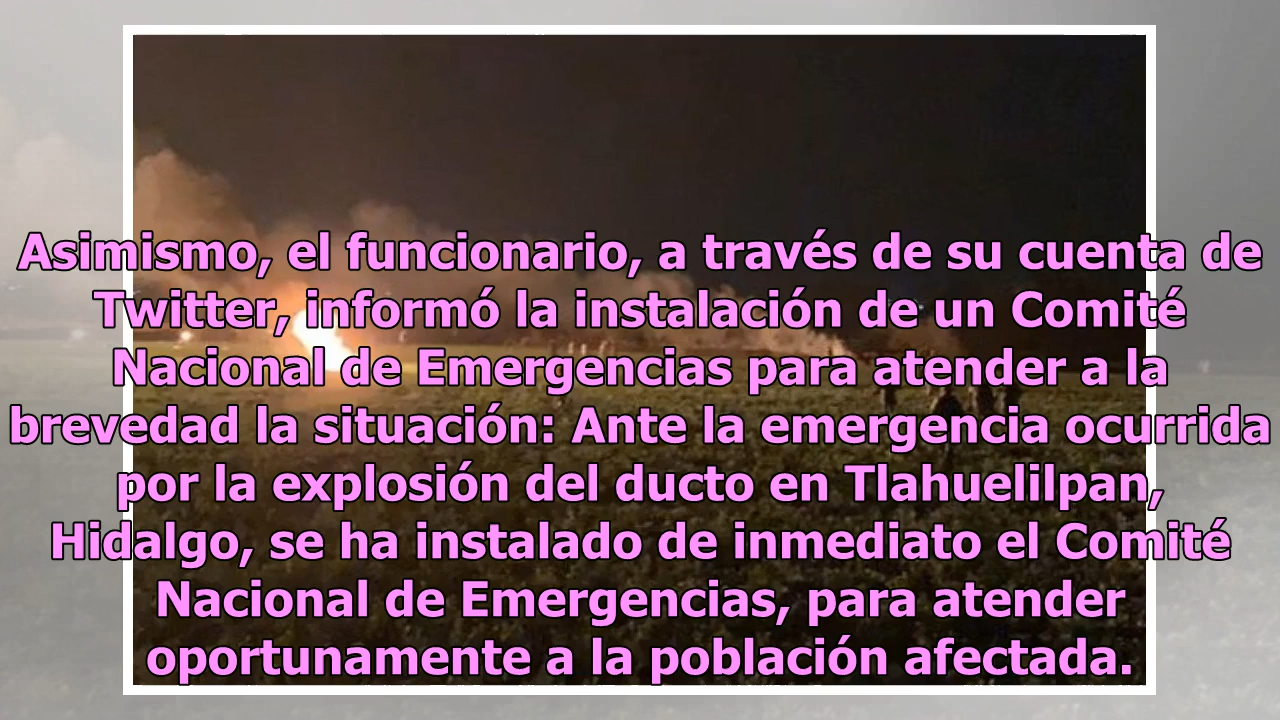 Asimismo, el funcionario, a través de su cuenta de
Twitter, informó la instalación de un Comité
Nacional de Emergencias para atender a la
brevedad la situación: Ante la emergencia ocurrida
por la explosión del ducto en Tlahuelilpan,
Hidalgo, se ha instalado de inmediato el Comité
Nacional de Emergencias, para atender
oportunamente a la población afectada.